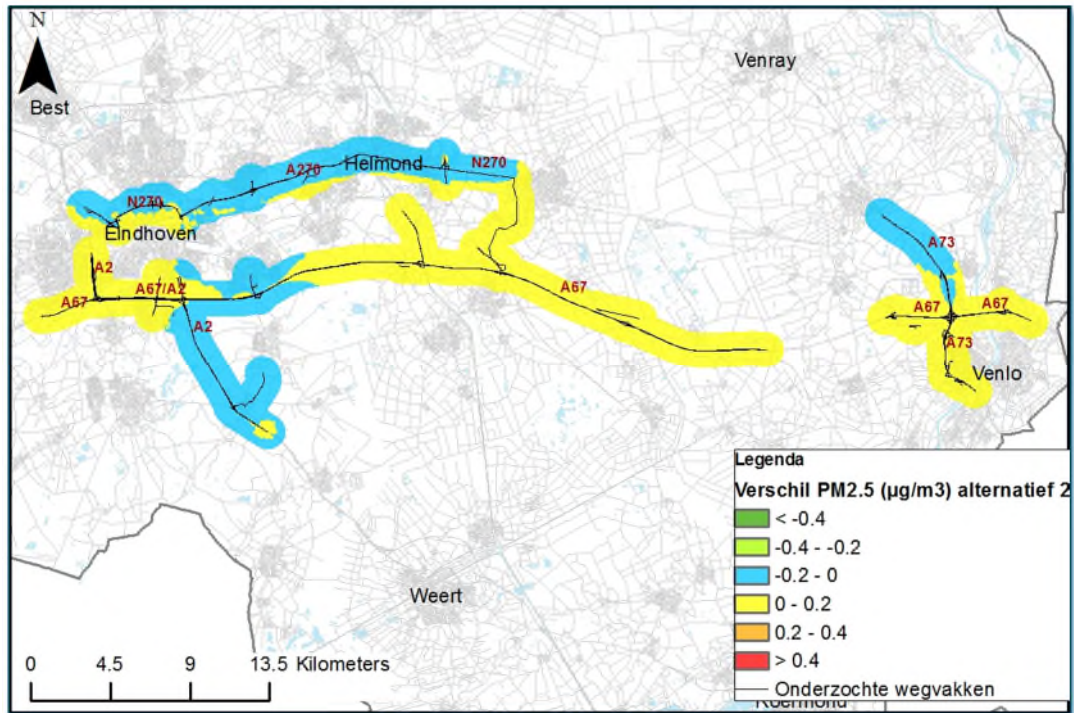 N
Best
Venray
Helmond
A270
N270
N270
Eindhoven
A2
A67
A67/A2
A2
A67
A73
A67
A67
A73
Venlo
Weert
0 4.5 9 13.5 Kilometers
Legenda
Verschil PM2.5 (µg/m3) alternatief 2
< -0.4
-0.4 - -0.2
-0.2 - 0
0 - 0.2
0.2 - 0.4
> 0.4
Onderzochte wegvakken